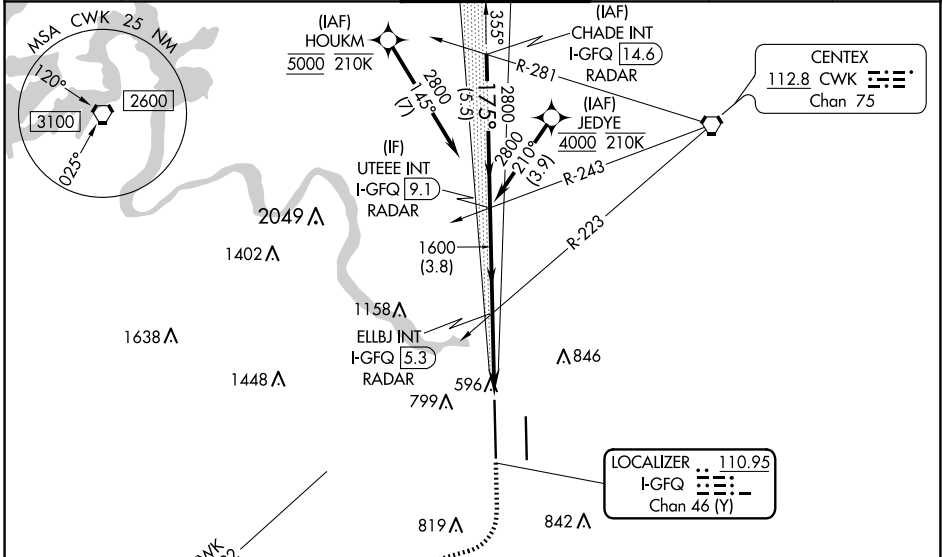 MSA CWK 25 NM
120°
2600
3100
025°
(IAF)
HOUKM
5000 210K
2800
145°
(7)
355°
(IAF)
CHADE INT
I-GFQ 14.6
RADAR
R-281
175°
(5.5)
2800
CENTEX
112.8 CWK
Chan 75
(IAF)
JEDYE
4000 210K
2800
210°
(3.9)
R-243
R-223
(IF)
UTEEE INT
I-GFQ 9.1
RADAR
2049
1402
1600
(3.8)
1158
1638
ELLBJ INT
I-GFQ 5.3
RADAR
846
1448
596
799
LOCALIZER 110.95
I-GFQ
Chan 46 (Y)
819
842